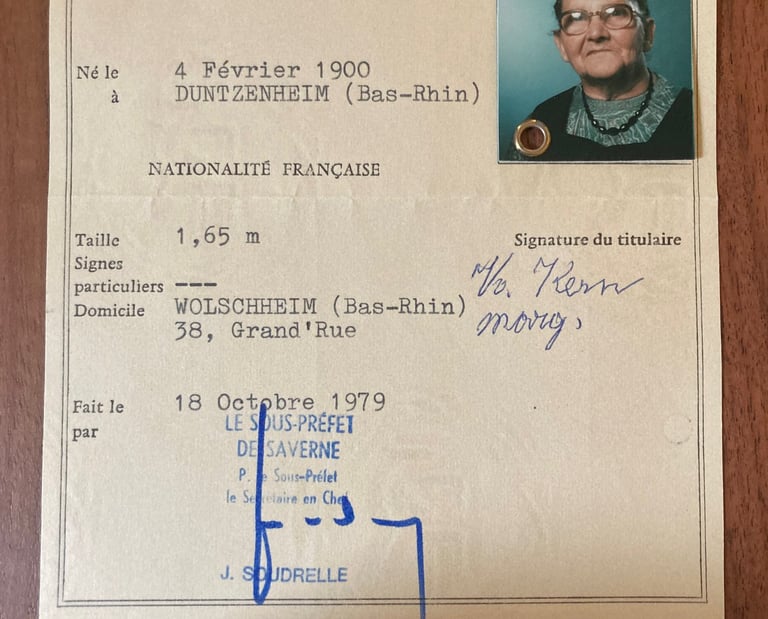 Né le 4 Février 1900
à DUNTZENHEIM (Bas-Rhin)
NATIONALITÉ FRANÇAISE
Taille 1,65 m
Signes
particuliers ---
Domicile WOLSCHHEIM (Bas-Rhin)
38, Grand'Rue
Signature du titulaire
Kern
Fait le 18 Octobre 1979
par
LE SOUS-PRÉFET
DE SAVERNE
P. le Sous-Préfet
le Secrétaire en Chef
J. SOUDRELLE